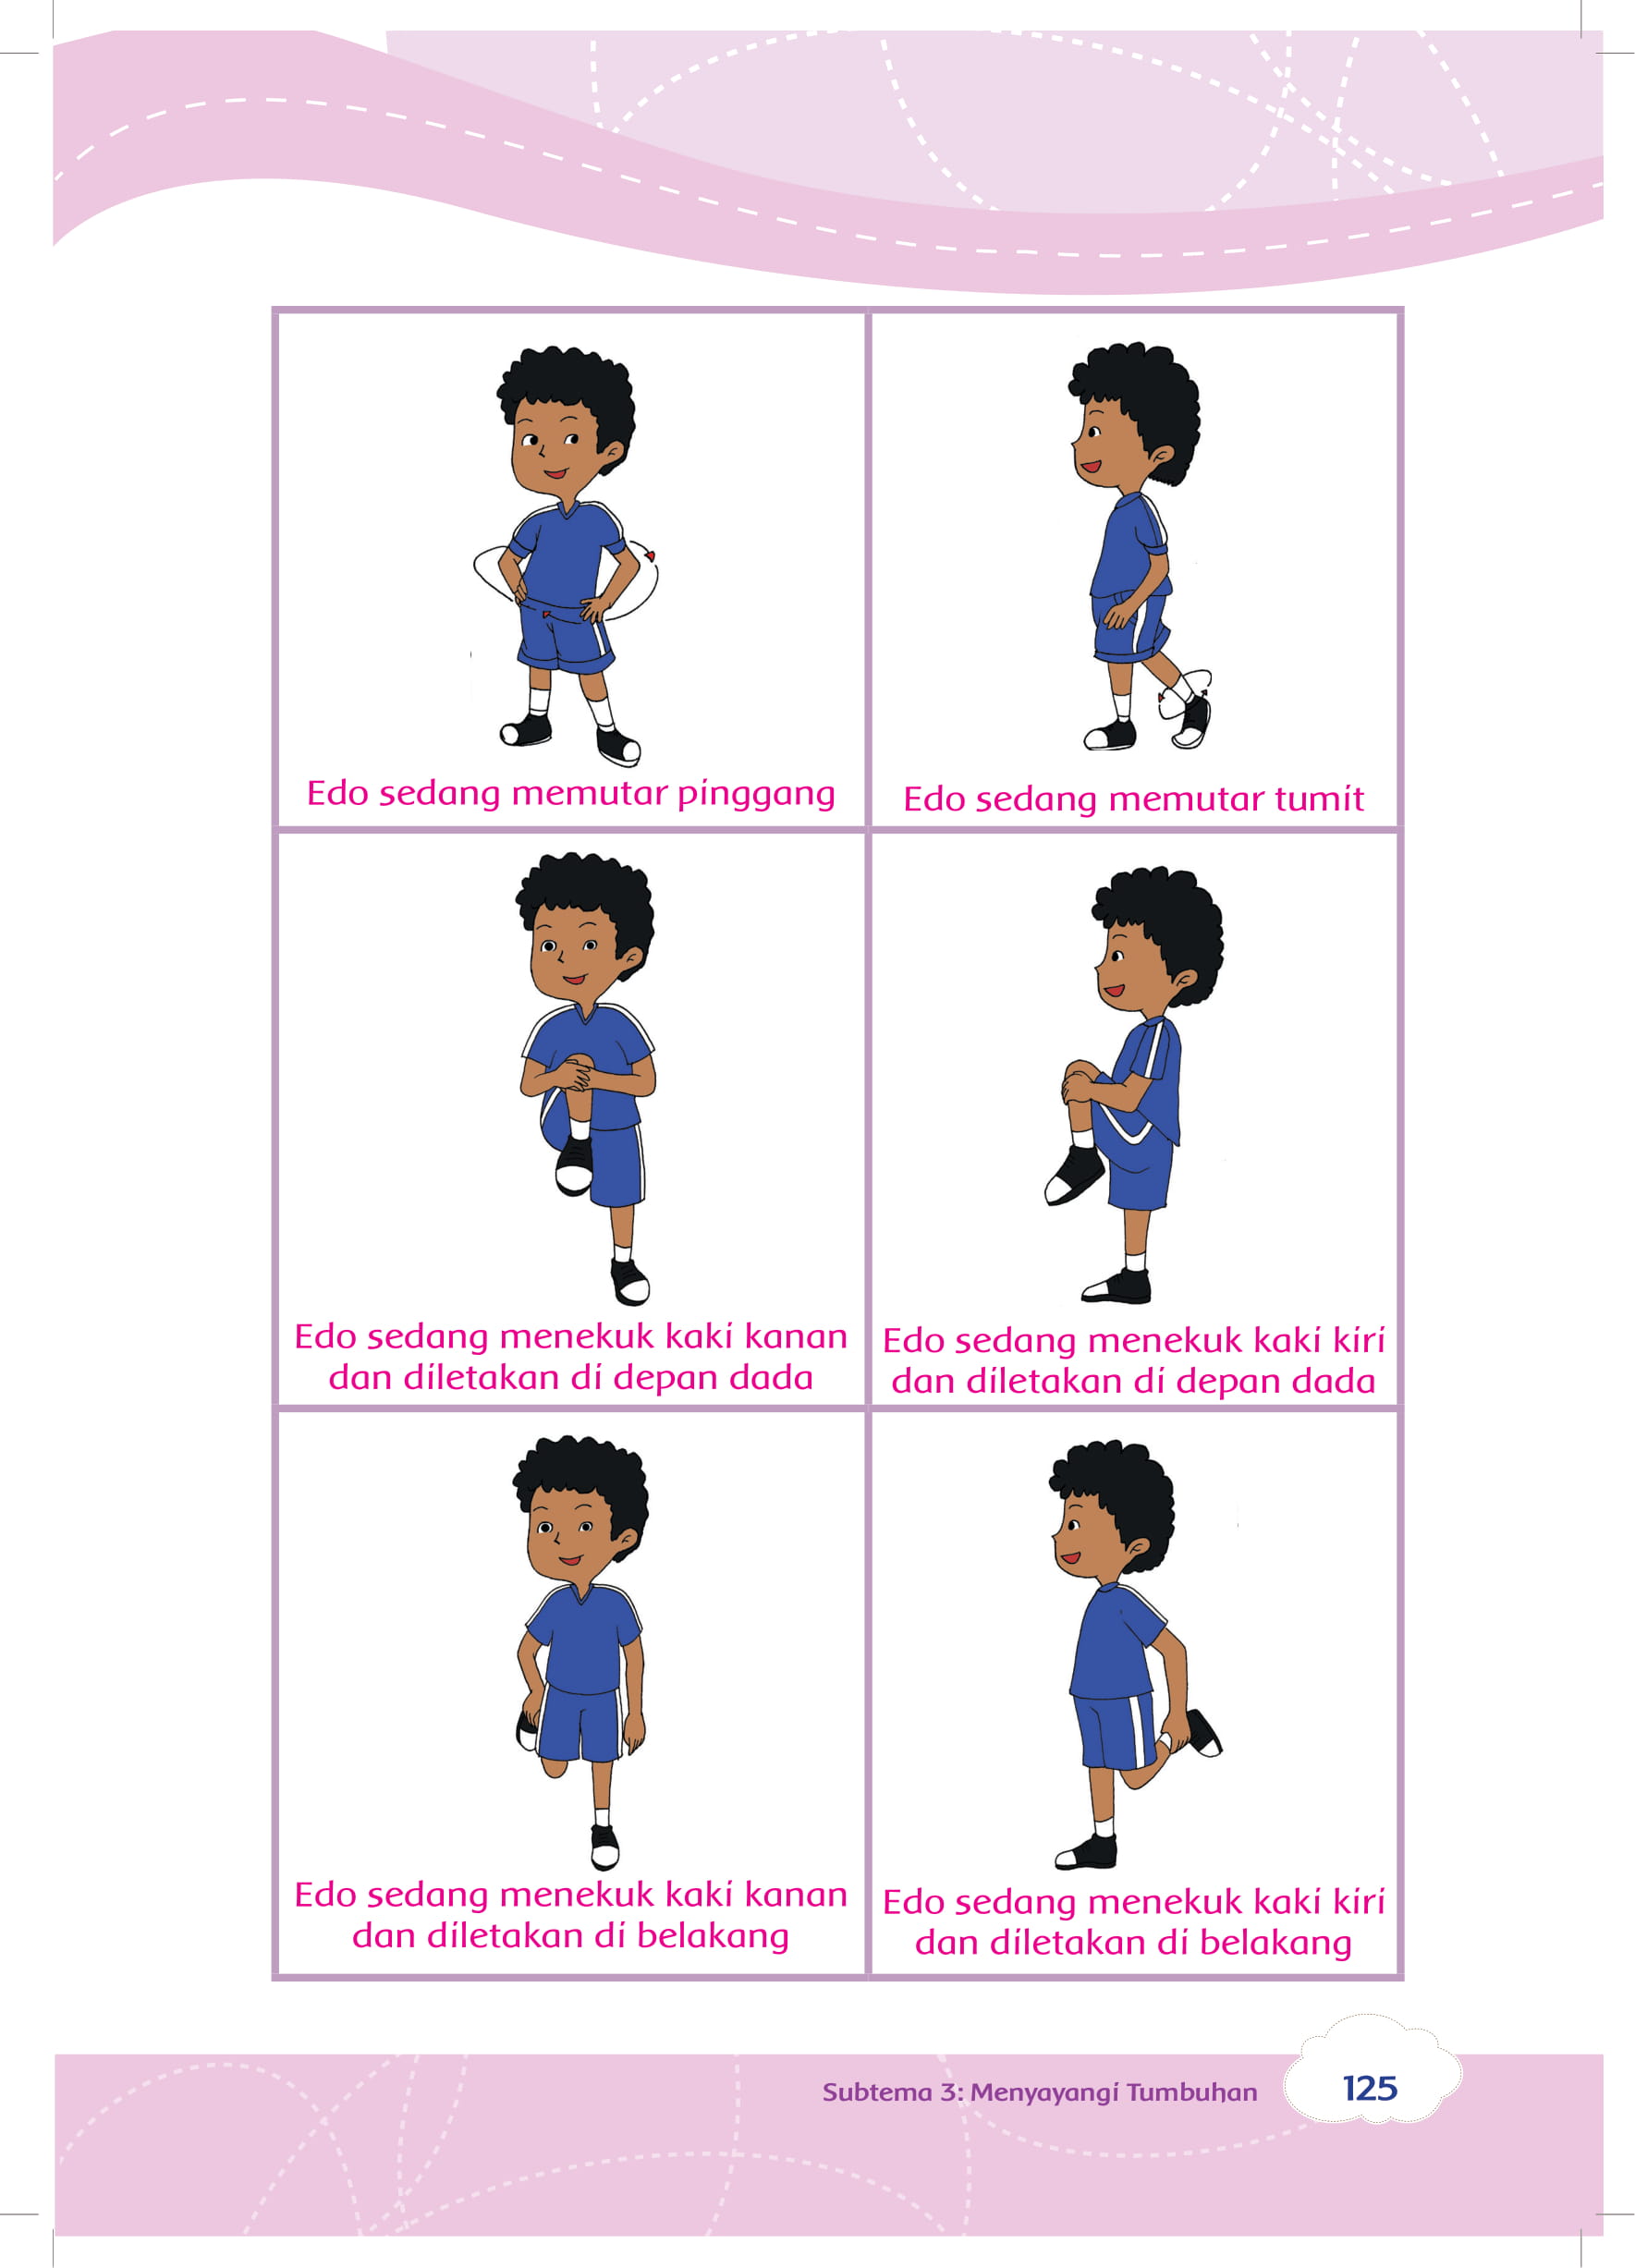 Edo sedang memutar pinggang
Edo sedang memutar tumit
Edo sedang menekuk kaki kanan
dan diletakan di depan dada
Edo sedang menekuk kaki kiri
dan diletakan di depan dada
Edo sedang menekuk kaki kanan
dan diletakan di belakang
Edo sedang menekuk kaki kiri
dan diletakan di belakang
Subtema 3: Menyayangi Tumbuhan
125